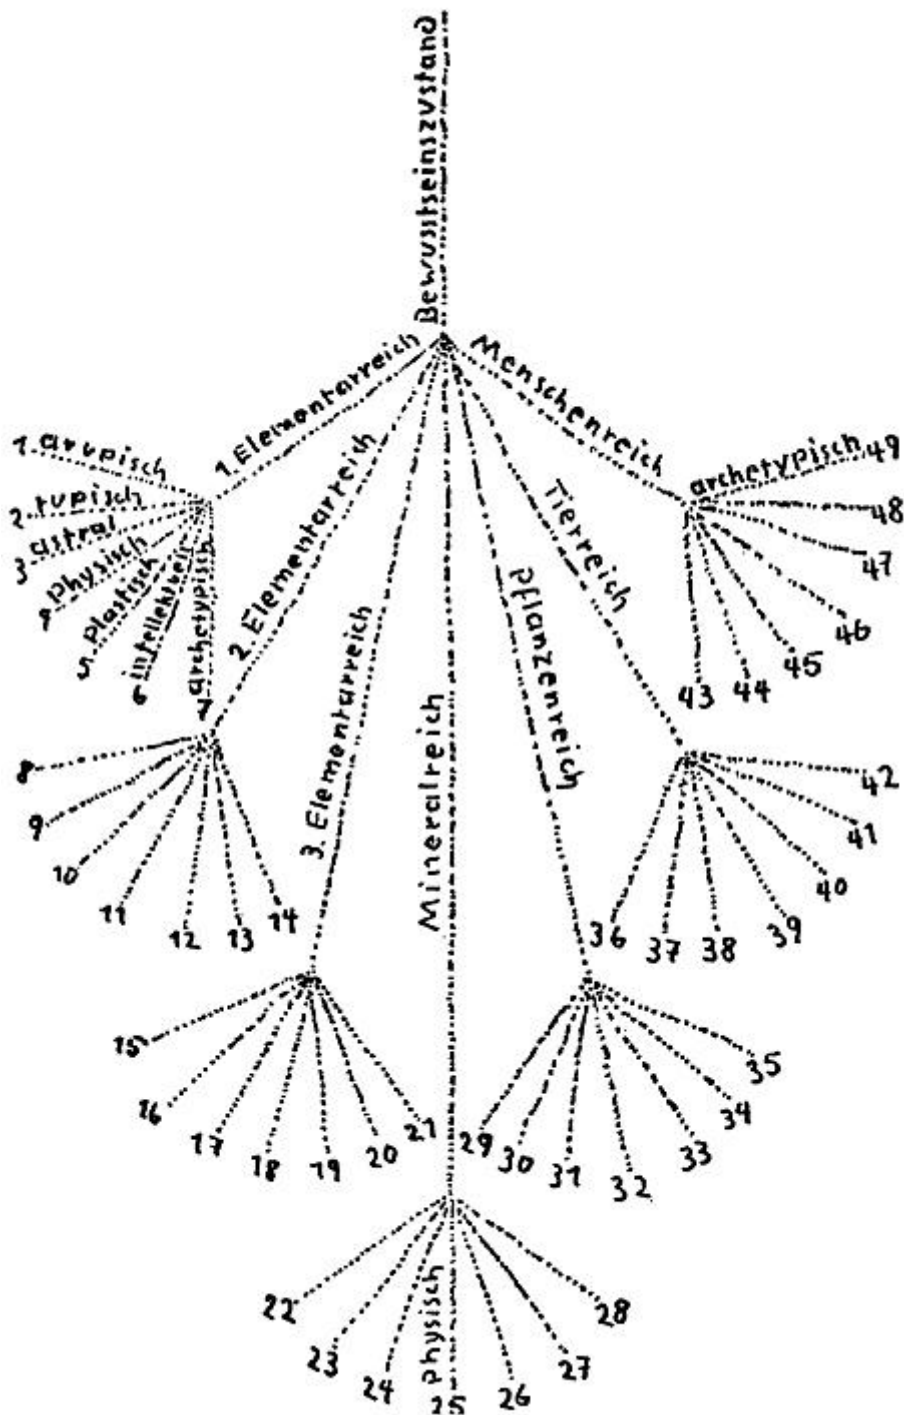 Bewusstseinszustand
1. Elementarreich
1 arupisch
2. rupisch
3 astral
4 Physisch
5 Plastisch
6 intellektuell
7 archetypisch
2. Elementarreich
8
9
10
11
12
13
14
3. Elementarreich
15
16
17
18
19
20
21
Mineralreich
22
23
24
25 Physisch
26
27
28
Pflanzenreich
29
30
31
32
33
34
35
Tierreich
36
37
38
39
40
41
42
Menschenreich
43
44
45
46
47
48
archetypisch 49